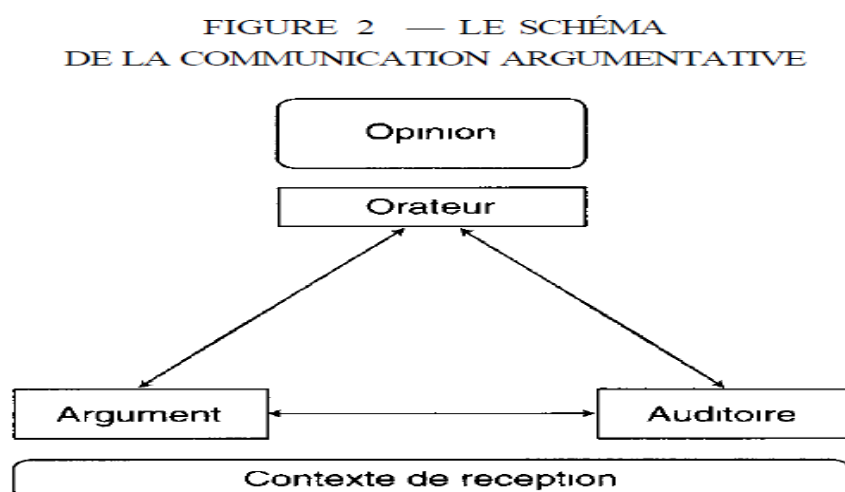 FIGURE 2 — LE SCHÉMA
DE LA COMMUNICATION ARGUMENTATIVE
Opinion
Orateur
Argument
Auditoire
Contexte de reception